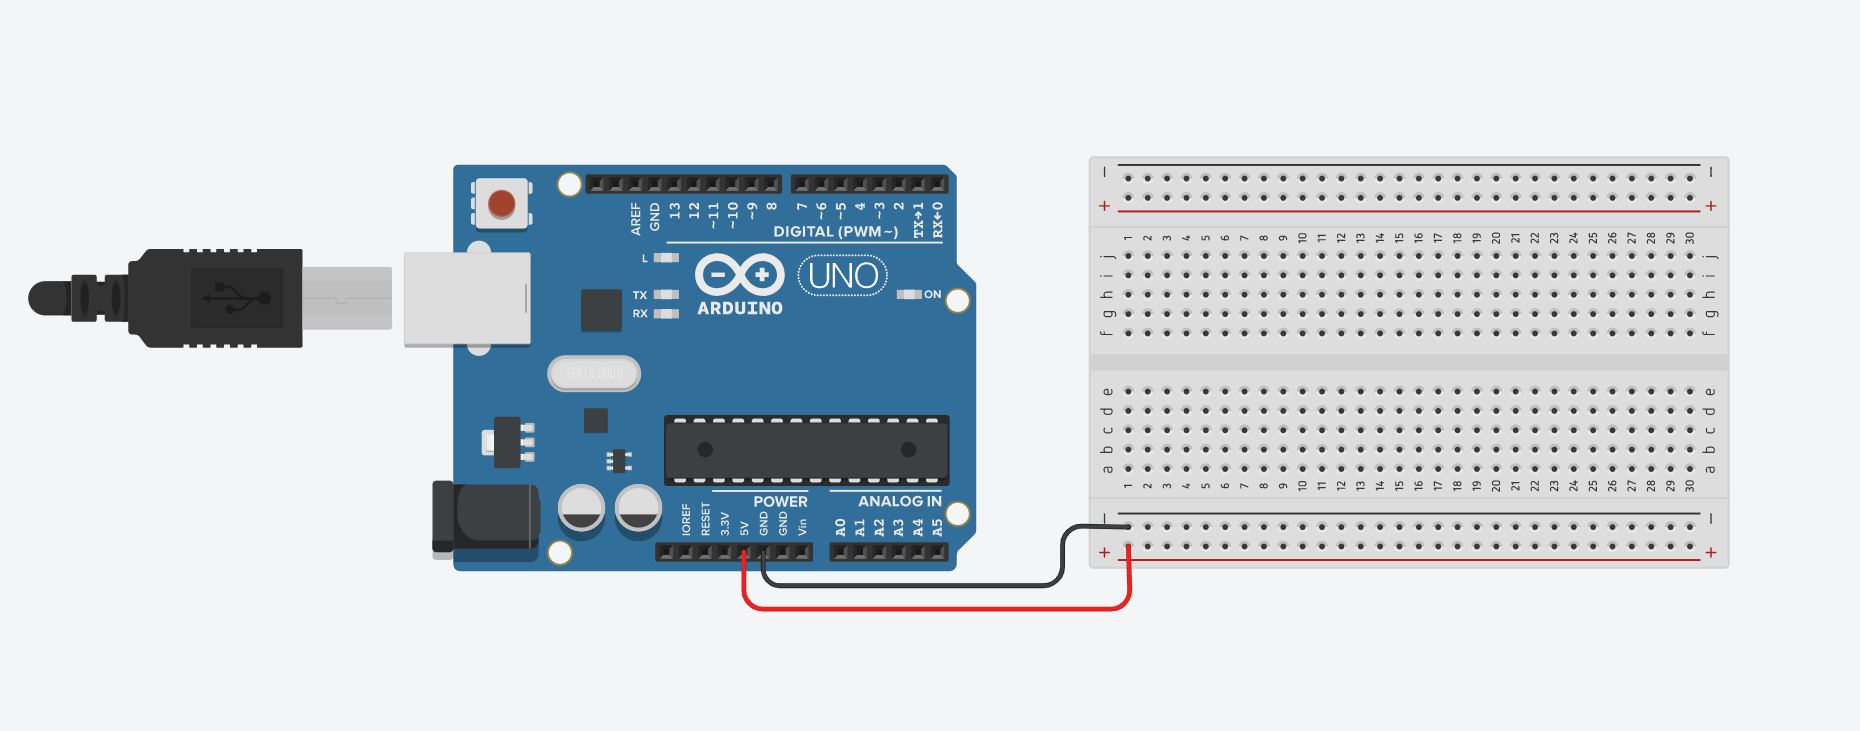 AREF GND 13 12 ~11 ~10 ~9 8 7 ~6 ~5 4 ~3 2 TX→1 RX←0
DIGITAL (PWM~)
L
TX
RX
UNO
ON
ARDUINO
SPK16.000G
POWER ANALOG IN
IOREF RESET 3.3V 5V GND GND Vin A0 A1 A2 A3 A4 A5
− −
+ +
1 2 3 4 5 6 7 8 9 10 11 12 13 14 15 16 17 18 19 20 21 22 23 24 25 26 27 28 29 30
j j
i i
h h
g g
f f
e e
d d
c c
b b
a a
1 2 3 4 5 6 7 8 9 10 11 12 13 14 15 16 17 18 19 20 21 22 23 24 25 26 27 28 29 30
− −
+ +